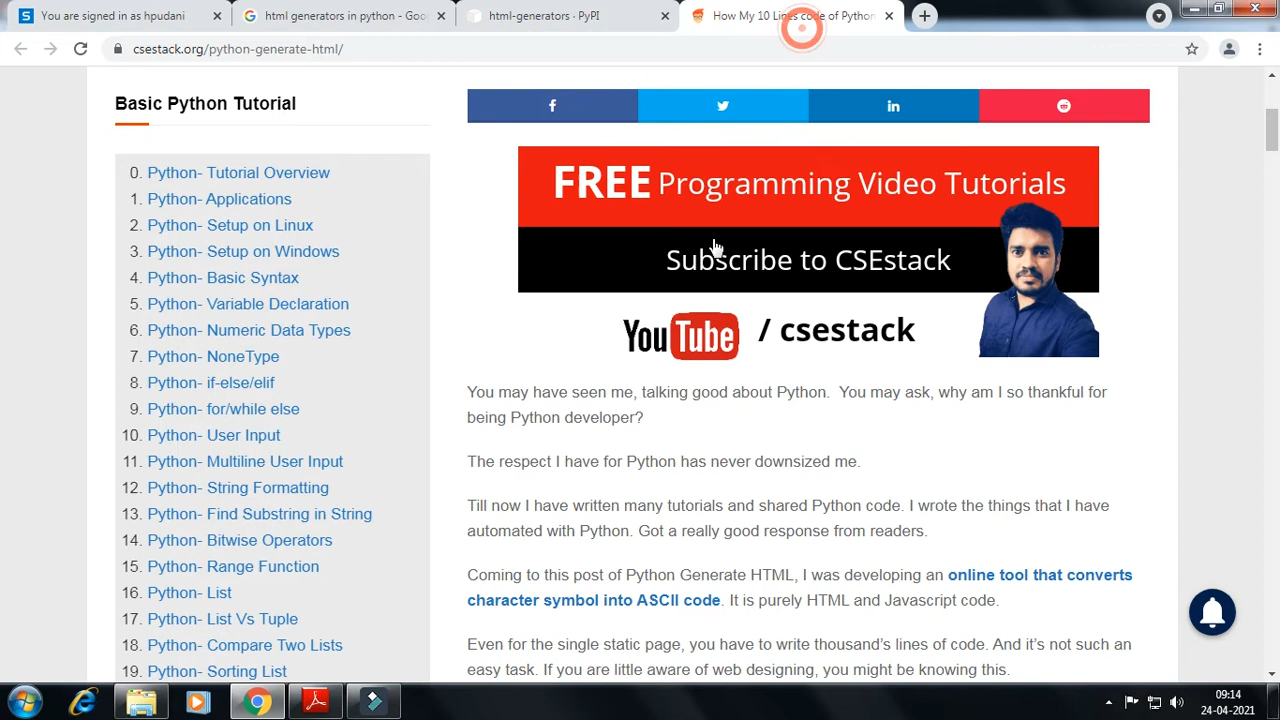 You are signed in as hpudani
html generators in python - Goo
html-generators · PyPI
How My 10 Lines code of Python
csestack.org/python-generate-html/
Basic Python Tutorial
0. Python- Tutorial Overview
1. Python- Applications
2. Python- Setup on Linux
3. Python- Setup on Windows
4. Python- Basic Syntax
5. Python- Variable Declaration
6. Python- Numeric Data Types
7. Python- NoneType
8. Python- if-else/elif
9. Python- for/while else
10. Python- User Input
11. Python- Multiline User Input
12. Python- String Formatting
13. Python- Find Substring in String
14. Python- Bitwise Operators
15. Python- Range Function
16. Python- List
17. Python- List Vs Tuple
18. Python- Compare Two Lists
19. Python- Sorting List
FREE Programming Video Tutorials
Subscribe to CSEstack
YouTube / csestack
You may have seen me, talking good about Python.  You may ask, why am I so thankful for
being Python developer?
The respect I have for Python has never downsized me.
Till now I have written many tutorials and shared Python code. I wrote the things that I have
automated with Python. Got a really good response from readers.
Coming to this post of Python Generate HTML, I was developing an online tool that converts
character symbol into ASCII code. It is purely HTML and Javascript code.
Even for the single static page, you have to write thousand's lines of code. And it's not such an
easy task. If you are little aware of web designing, you might be knowing this.
09:14
24-04-2021